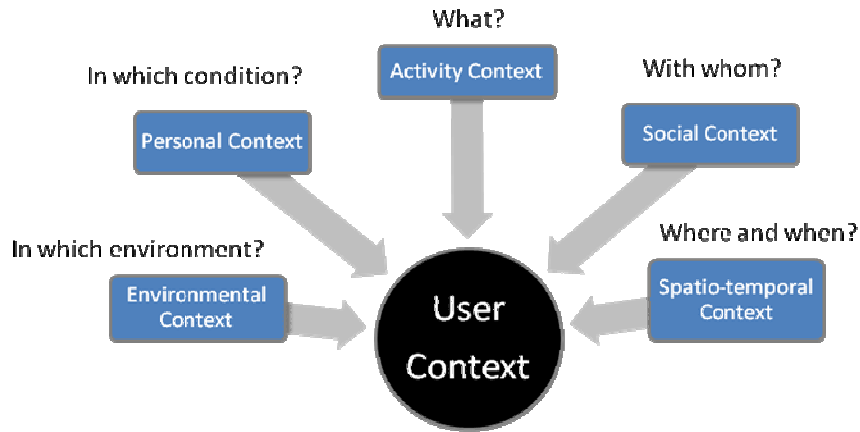 What?
Activity Context
In which condition?
Personal Context
With whom?
Social Context
In which environment?
Environmental
Context
Where and when?
Spatio-temporal
Context
User
Context